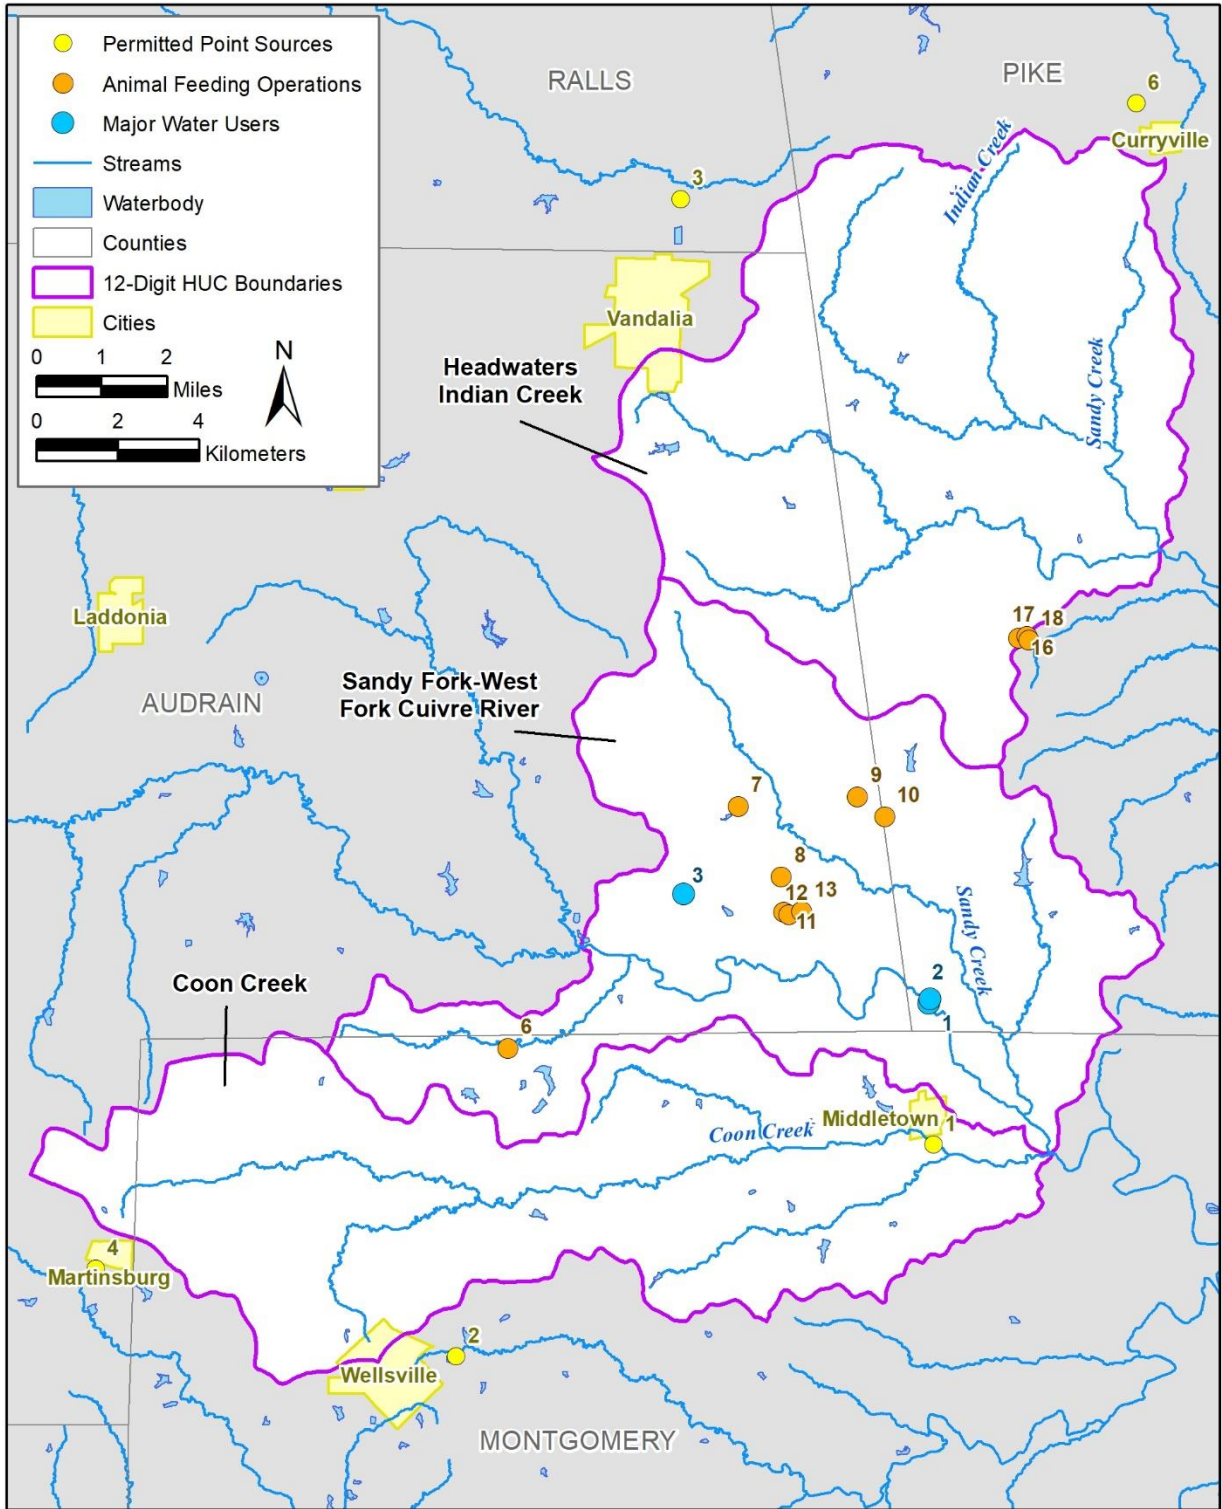 Permitted Point Sources
Animal Feeding Operations
Major Water Users
Streams
Waterbody
Counties
12-Digit HUC Boundaries
Cities
0 1 2
Miles
0 2 4
Kilometers
N
RALLS
PIKE
6
Curryville
3
Indian Creek
Vandalia
Headwaters
Indian Creek
Sandy Creek
Laddonia
17 18
16
Sandy Fork-West
Fork Cuivre River
AUDRAIN
7
9
10
8
3
12 13
11
Sandy Creek
2
1
Coon Creek
6
Middletown 1
Coon Creek
4
Martinsburg
2
Wellsville
MONTGOMERY